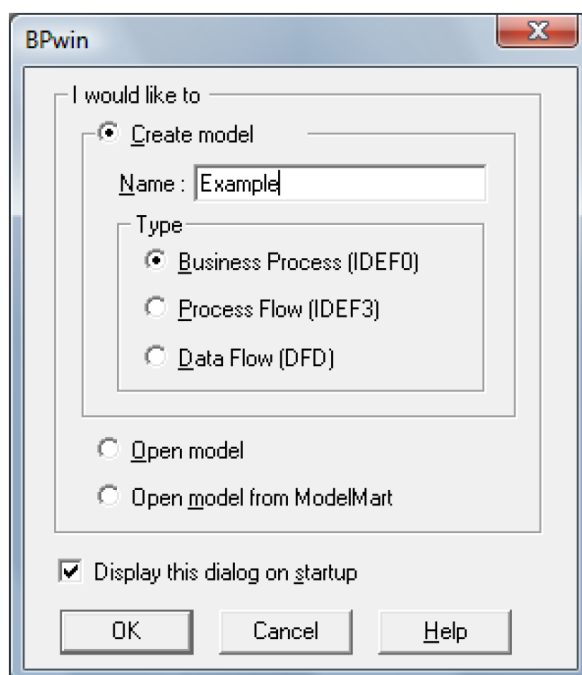 BPwin
I would like to
Create model
Name : Example
Type
Business Process (IDEF0)
Process Flow (IDEF3)
Data Flow (DFD)
Open model
Open model from ModelMart
Display this dialog on startup
OK Cancel Help